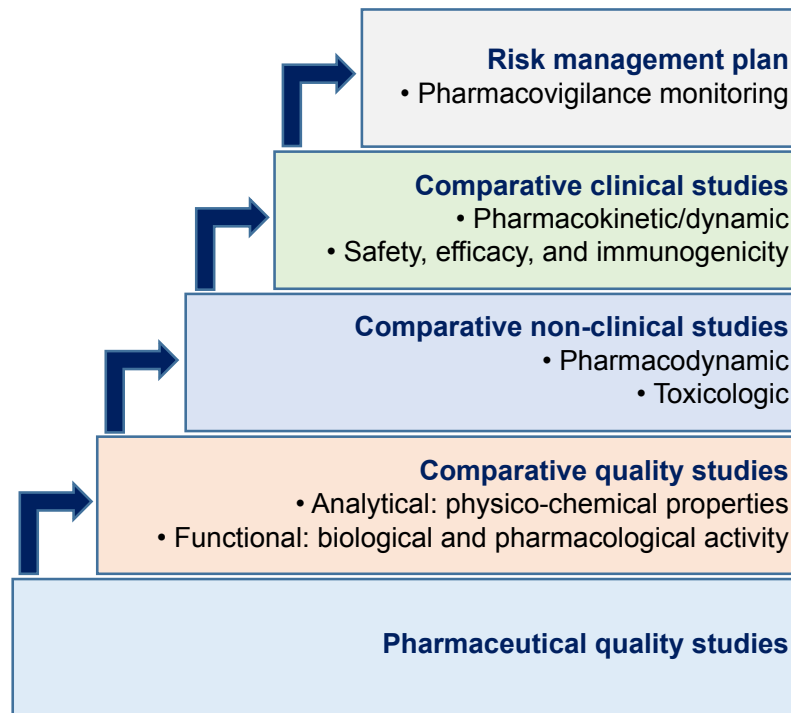 Risk management plan
• Pharmacovigilance monitoring
Comparative clinical studies
• Pharmacokinetic/dynamic
• Safety, efficacy, and immunogenicity
Comparative non-clinical studies
• Pharmacodynamic
• Toxicologic
Comparative quality studies
• Analytical: physico-chemical properties
• Functional: biological and pharmacological activity
Pharmaceutical quality studies